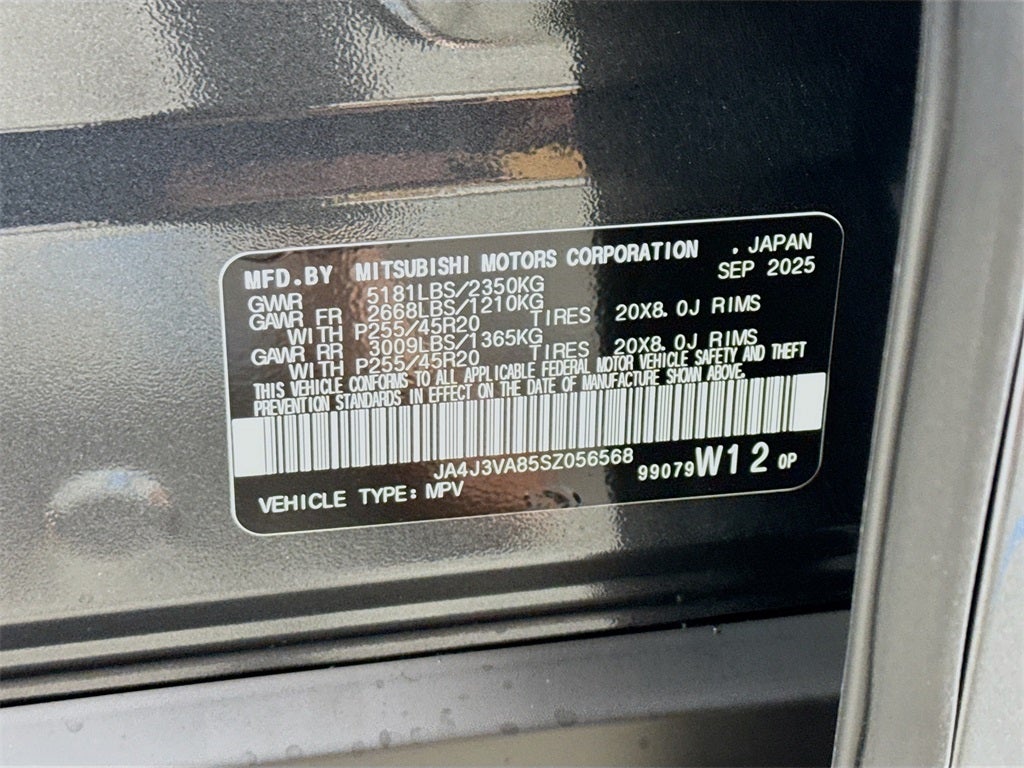 MFD.BY MITSUBISHI MOTORS CORPORATION , JAPAN
SEP 2025
GVWR 5181LBS/2350KG
GAWR FR 2668LBS/1210KG
WITH P255/45R20 TIRES 20X8.0J RIMS
GAWR RR 3009LBS/1365KG
WITH P255/45R20 TIRES 20X8.0J RIMS
THIS VEHICLE CONFORMS TO ALL APPLICABLE FEDERAL MOTOR VEHICLE SAFETY AND THEFT
PREVENTION STANDARDS IN EFFECT ON THE DATE OF MANUFACTURE SHOWN ABOVE.
JA4J3VA85SZ056568
99079W12 0P
VEHICLE TYPE: MPV